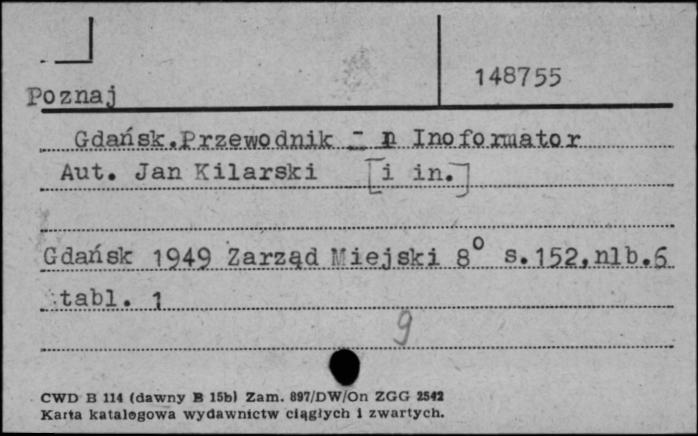 148755
Poznaj
Gdańsk.Przewodnik - n Inoformator
Aut. Jan Kilarski [i in.]
Gdańsk 1949 Zarząd Miejski 8° s.152,nlb.6
tabl. 1
9
CWD B 114 (dawny B 15b) Zam. 897/DW/On ZGG 2542
Karta katalogowa wydawnictw ciągłych i zwartych.